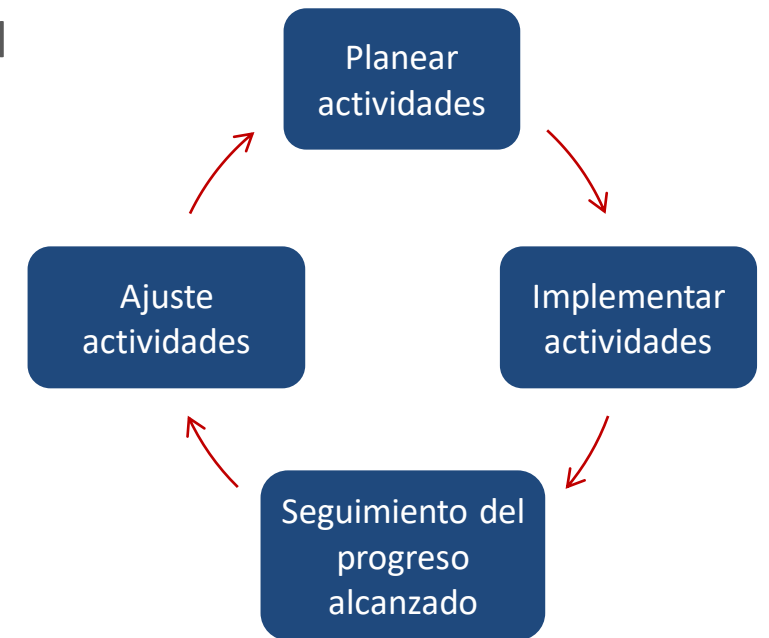 Planear
actividades
Implementar
actividades
Seguimiento del
progreso
alcanzado
Ajuste
actividades